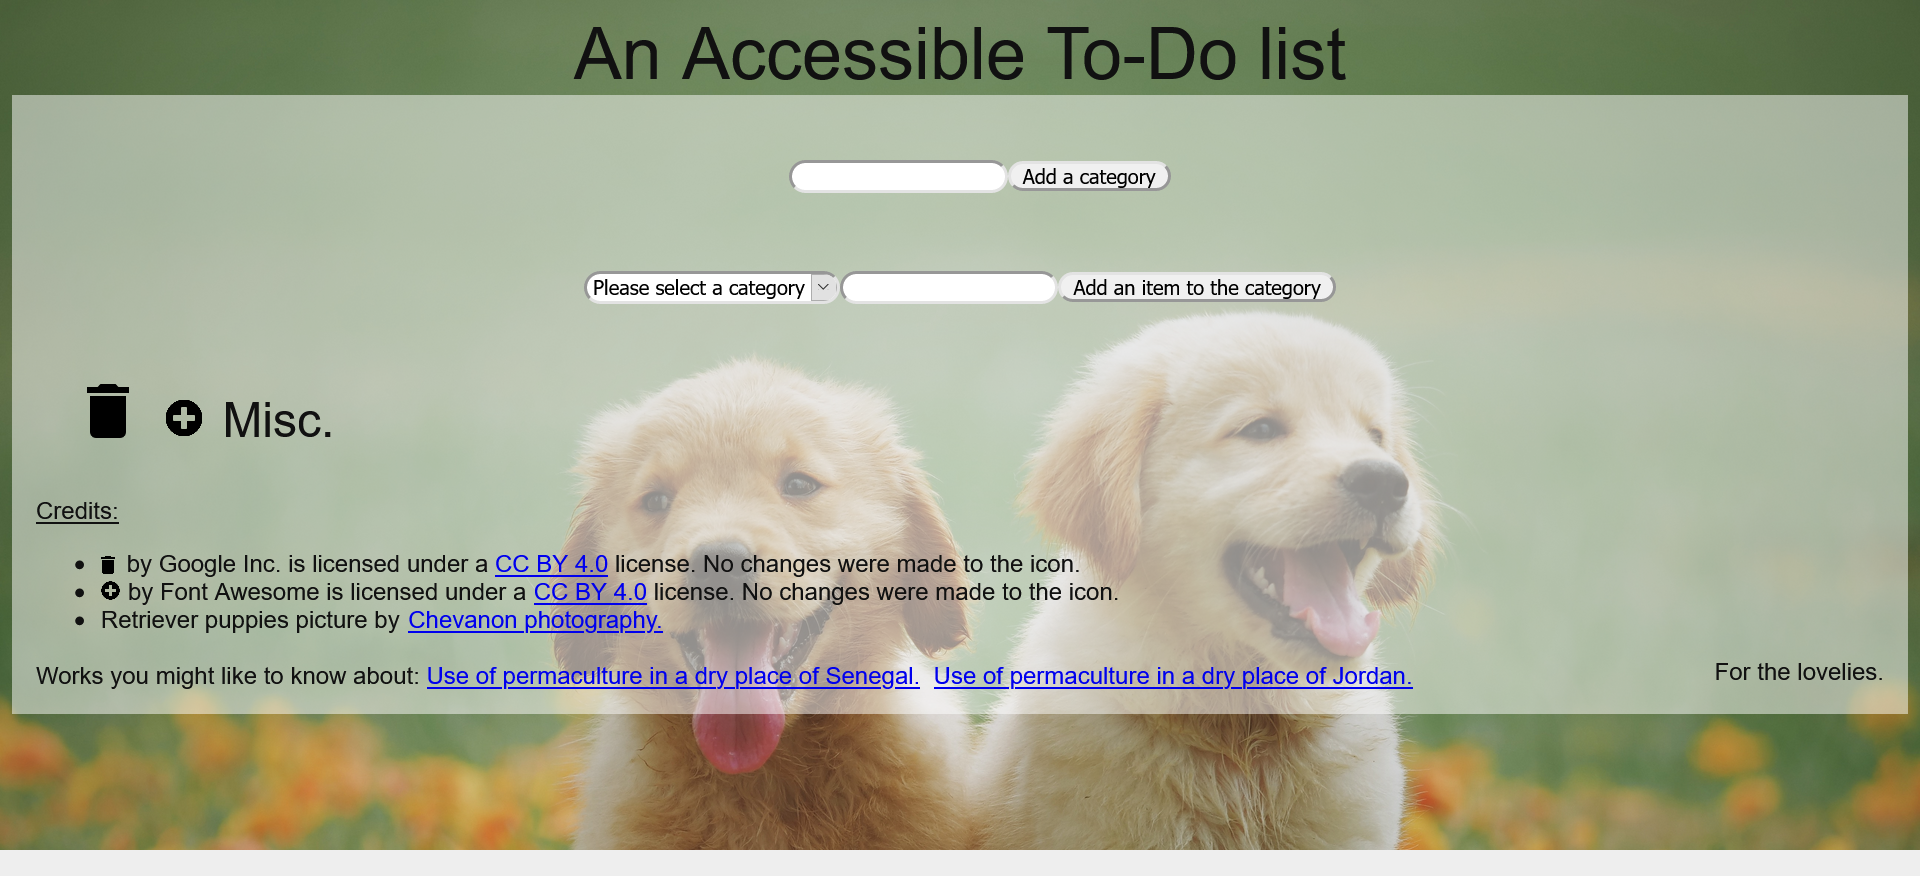 An Accessible To-Do list
Add a category
Please select a category Add an item to the category
Misc.
Credits:
by Google Inc. is licensed under a CC BY 4.0 license. No changes were made to the icon.
by Font Awesome is licensed under a CC BY 4.0 license. No changes were made to the icon.
Retriever puppies picture by Chevanon photography.
Works you might like to know about: Use of permaculture in a dry place of Senegal. Use of permaculture in a dry place of Jordan.
For the lovelies.